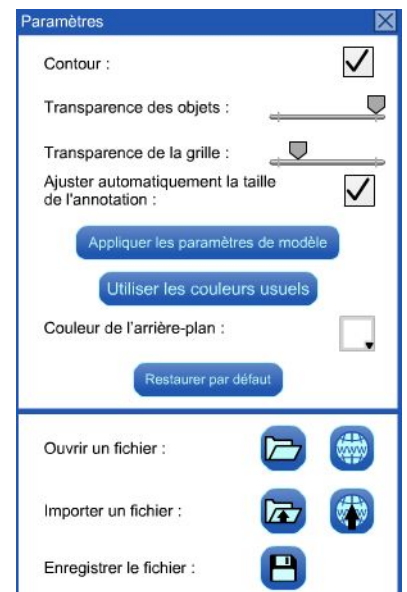 Paramètres
Contour :
Transparence des objets :
Transparence de la grille :
Ajuster automatiquement la taille
de l'annotation :
Appliquer les paramètres de modèle
Utiliser les couleurs usuels
Couleur de l'arrière-plan :
Restaurer par défaut
Ouvrir un fichier :
Importer un fichier :
Enregistrer le fichier :